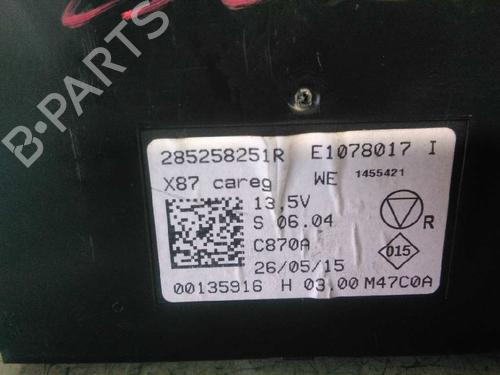 B-PARTS
285258251R E1078017 I
X87 careg WE 1455421
13,5V
S 06.04
R
C870A
015
26/05/15
00135916 H 03.00 M47C0A